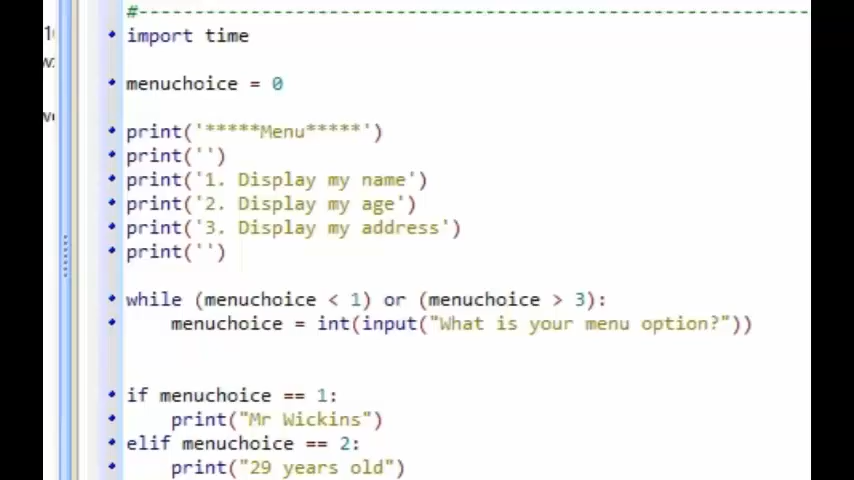 #------------------------------------------------------------
import time
menuchoice = 0
print('*****Menu*****')
print('')
print('1. Display my name')
print('2. Display my age')
print('3. Display my address')
print('')
while (menuchoice < 1) or (menuchoice > 3):
menuchoice = int(input("What is your menu option?"))
if menuchoice == 1:
print("Mr Wickins")
elif menuchoice == 2:
print("29 years old")